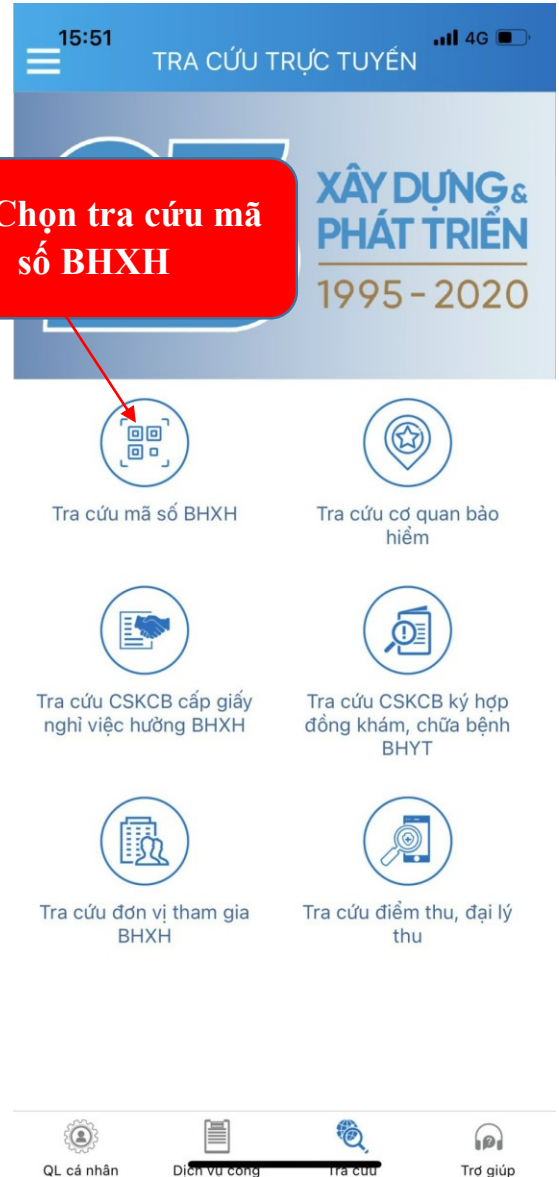 15:51
4G
TRA CỨU TRỰC TUYẾN
Chọn tra cứu mã
số BHXH
XÂY DỰNG &
PHÁT TRIỂN
1995 - 2020
Tra cứu mã số BHXH
Tra cứu cơ quan bảo
hiểm
Tra cứu CSKCB cấp giấy
nghỉ việc hưởng BHXH
Tra cứu CSKCB ký hợp
đồng khám, chữa bệnh
BHYT
Tra cứu đơn vị tham gia
BHXH
Tra cứu điểm thu, đại lý
thu
QL cá nhân
Dịch vụ công
Tra cứu
Trợ giúp